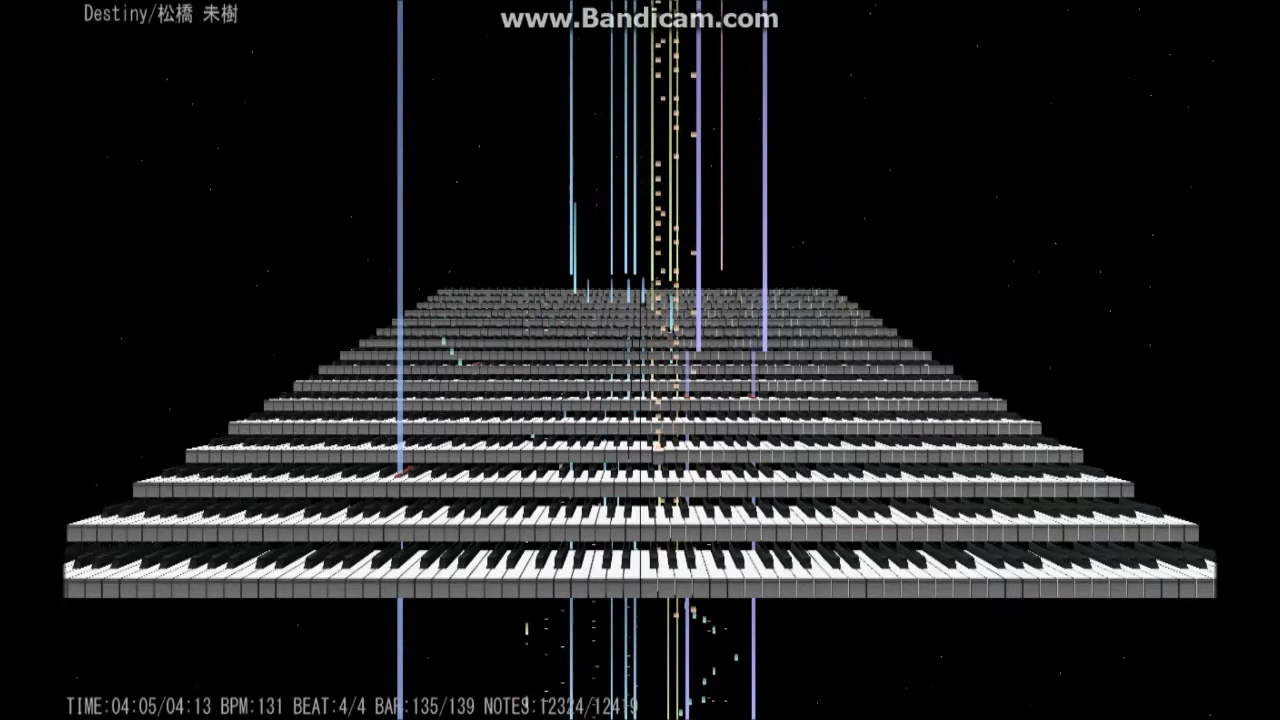 Destiny/松橋 未樹
www.Bandicam.com
TIME:04:05/04:13 BPM:131 BEAT:4/4 BAR:135/139 NOTES:12324/12419